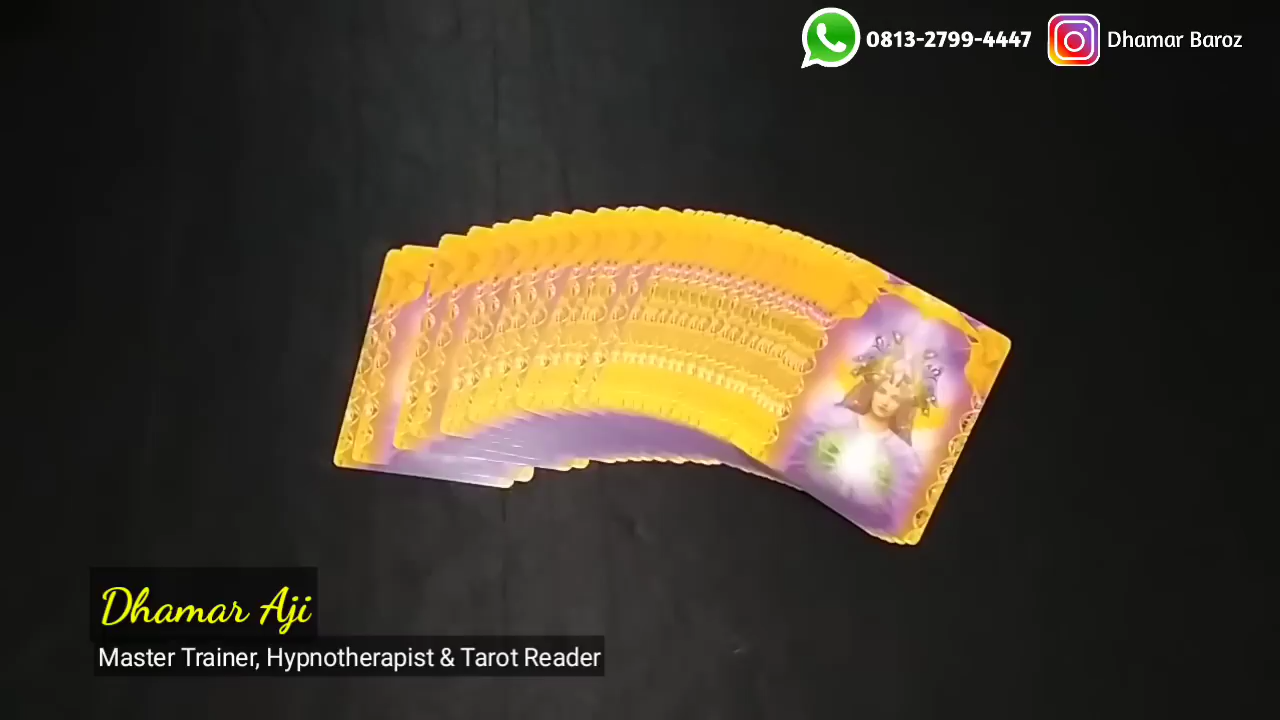 0813-2799-4447 Dhamar Baroz
Dhamar Aji
Master Trainer, Hypnotherapist & Tarot Reader